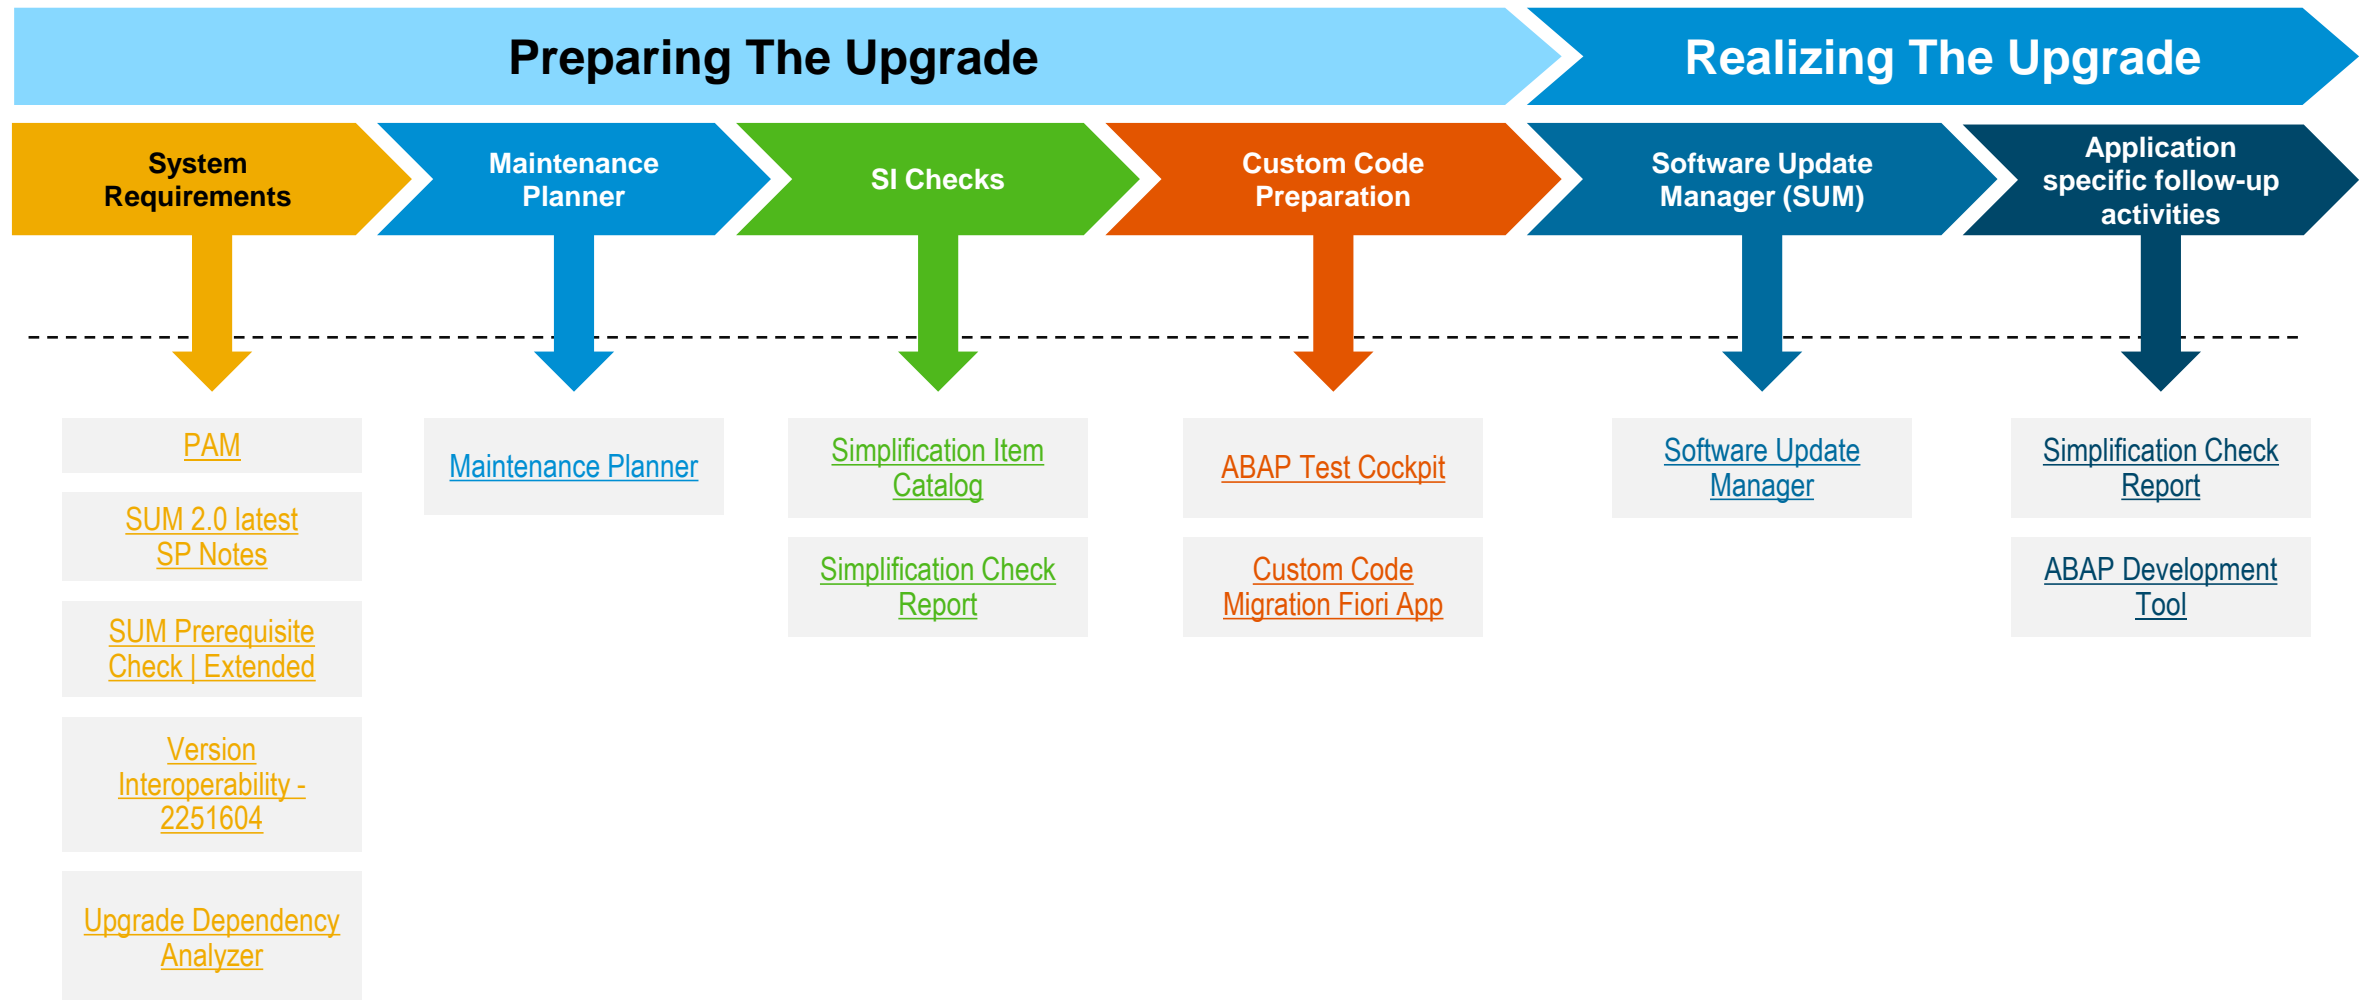 Preparing The Upgrade
Realizing The Upgrade
System
Requirements
Maintenance
Planner
SI Checks
Custom Code
Preparation
Software Update
Manager (SUM)
Application
specific follow-up
activities
PAM
SUM 2.0 latest
SP Notes
SUM Prerequisite
Check | Extended
Version
Interoperability -
2251604
Upgrade Dependency
Analyzer
Maintenance Planner
Simplification Item
Catalog
Simplification Check
Report
ABAP Test Cockpit
Custom Code
Migration Fiori App
Software Update
Manager
Simplification Check
Report
ABAP Development
Tool